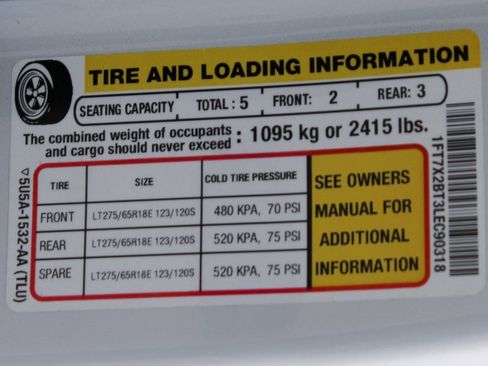 TIRE AND LOADING INFORMATION
SEATING CAPACITY TOTAL : 5 FRONT: 2 REAR: 3
The combined weight of occupants
and cargo should never exceed : 1095 kg or 2415 lbs.
TIRE SIZE COLD TIRE PRESSURE
FRONT LT275/65R18E 123/120S 480 KPA, 70 PSI
REAR LT275/65R18E 123/120S 520 KPA, 75 PSI
SPARE LT275/65R18E 123/120S 520 KPA, 75 PSI
SEE OWNERS
MANUAL FOR
ADDITIONAL
INFORMATION
5U5A-1532-AA (TLU)
1FT7X2BT3LEC90318